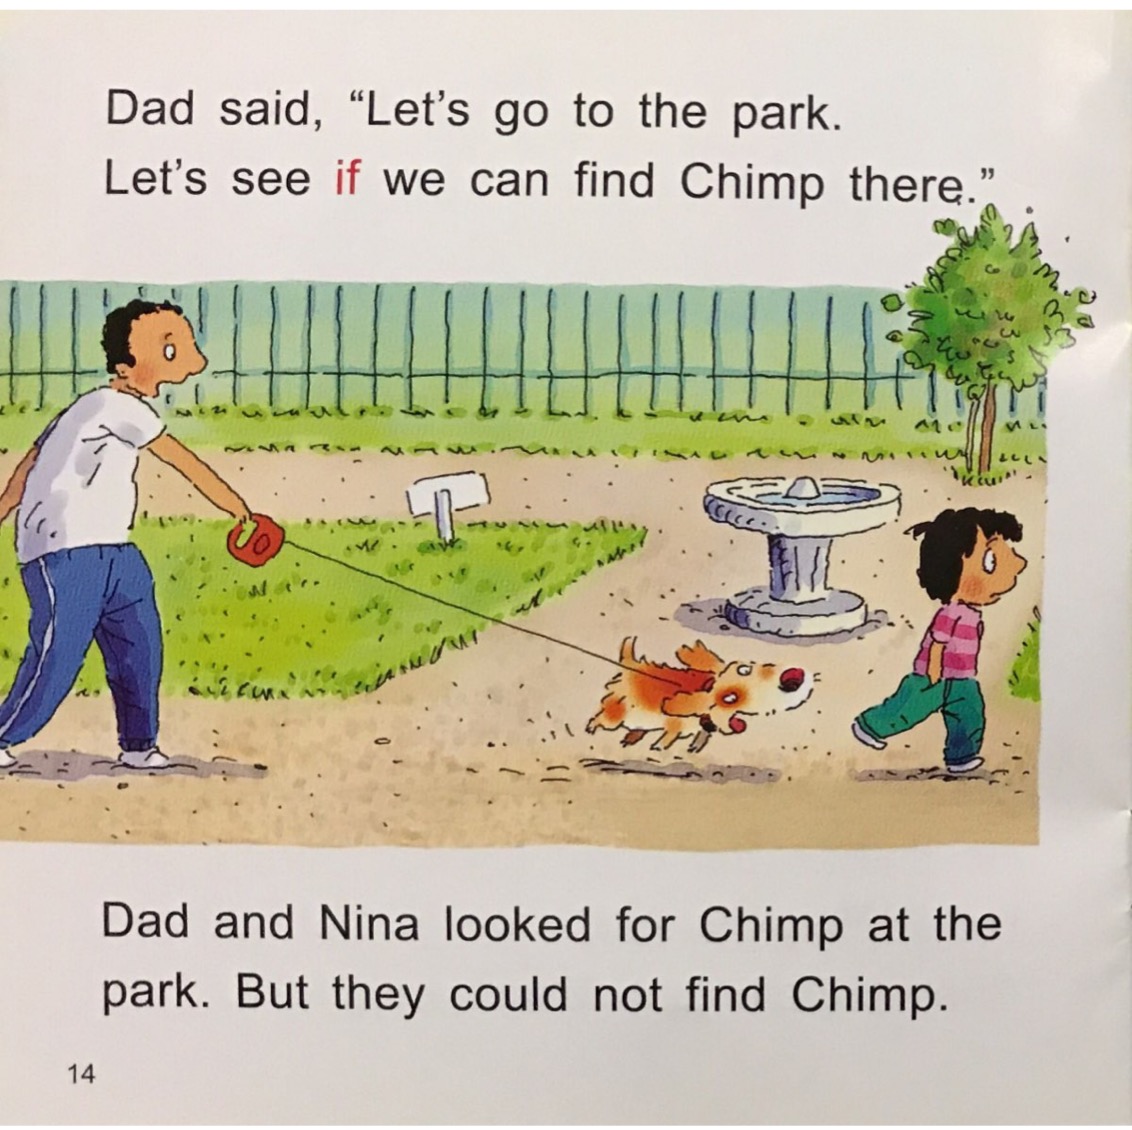 Dad said, “Let’s go to the park.
Let’s see if we can find Chimp there.”
Dad and Nina looked for Chimp at the
park. But they could not find Chimp.
14